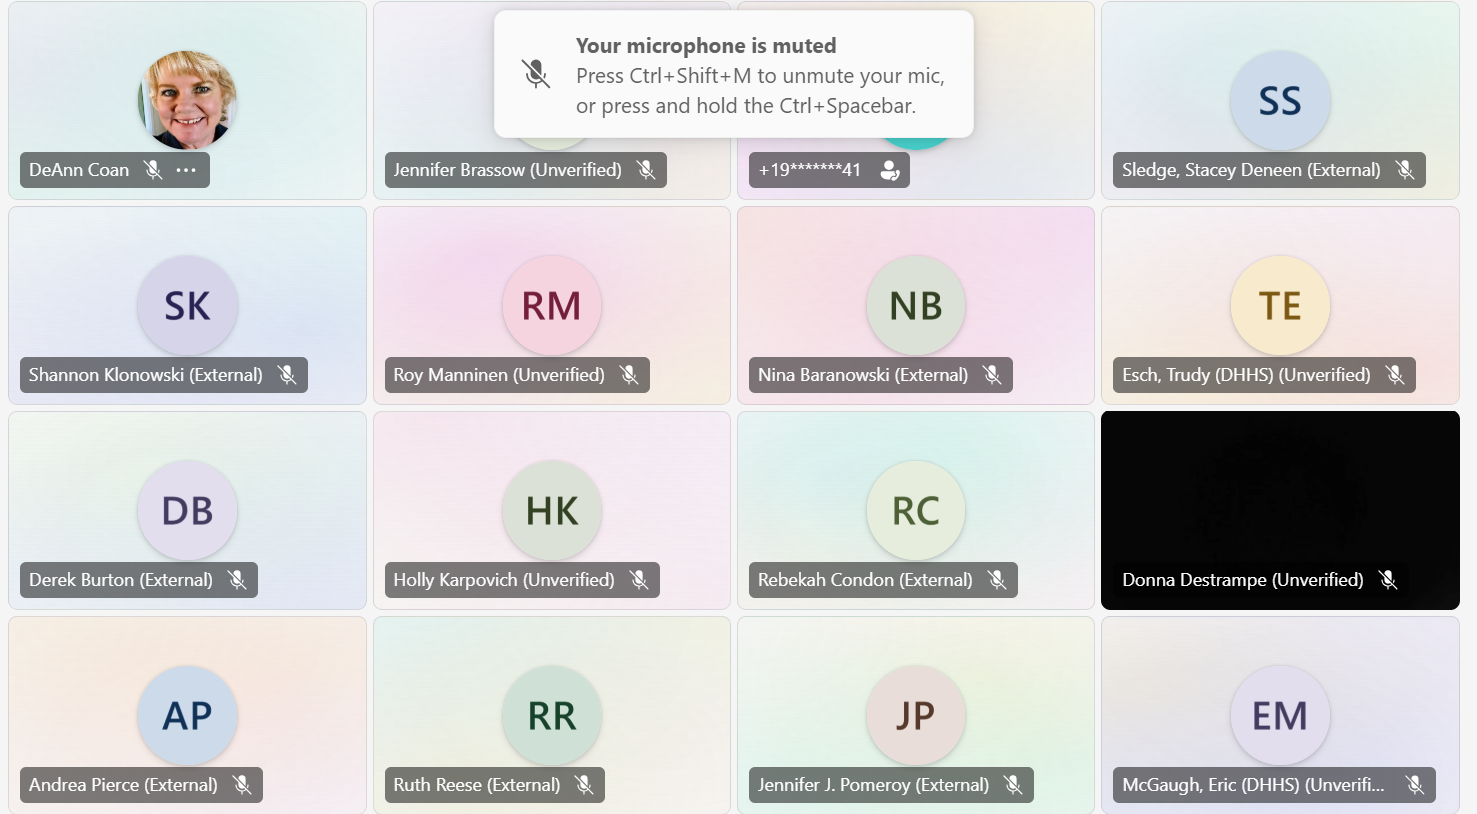 Your microphone is muted
Press Ctrl+Shift+M to unmute your mic,
or press and hold the Ctrl+Spacebar.
SS
DeAnn Coan
Jennifer Brassow (Unverified)
+19*******41
Sledge, Stacey Deneen (External)
SK
RM
NB
TE
Shannon Klonowski (External)
Roy Manninen (Unverified)
Nina Baranowski (External)
Esch, Trudy (DHHS) (Unverified)
DB
HK
RC
Derek Burton (External)
Holly Karpovich (Unverified)
Rebekah Condon (External)
Donna Destrampe (Unverified)
AP
RR
JP
EM
Andrea Pierce (External)
Ruth Reese (External)
Jennifer J. Pomeroy (External)
McGaugh, Eric (DHHS) (Unverifi...